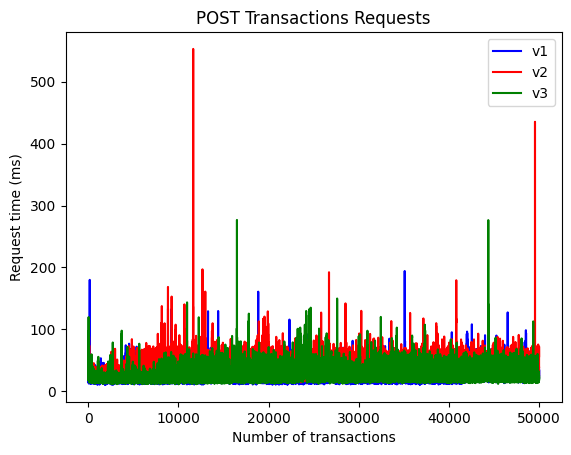 POST Transactions Requests
v1
v2
v3
Request time (ms)
500
400
300
200
100
0
0 10000 20000 30000 40000 50000
Number of transactions